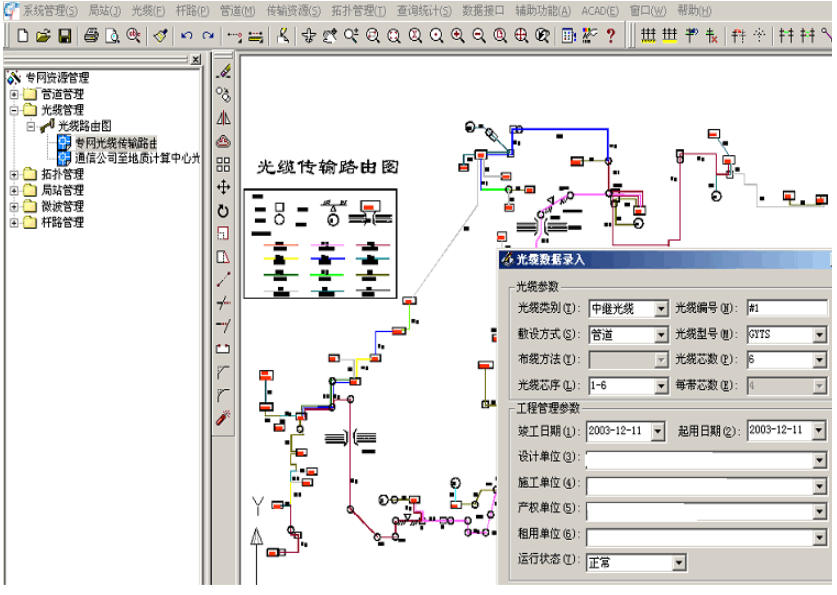 系统管理(S) 局站(J) 光缆(F) 杆路(P) 管道(M) 传输资源(S) 拓扑管理(T) 查询统计(S) 数据接口 辅助功能(A) ACAD(E) 窗口(W) 帮助(H)
专网资源管理
管道管理
光缆管理
光缆路由图
专网光缆传输路由
通信公司至地质计算中心光
拓扑管理
局站管理
微波管理
杆路管理
光缆传输路由图
Y
光缆数据录入
光缆参数
光缆类别(T): 中继光缆 光缆编号(N): #1
敷设方式(S): 管道 光缆型号(M): GYTS
布缆方法(Y): 光缆芯数(P): 6
光缆芯序(L): 1-6 每带芯数(R): 4
工程管理参数
竣工日期(1): 2003-12-11 起用日期(2): 2003-12-11
设计单位(3):
施工单位(4):
产权单位(5):
租用单位(6):
运行状态(7): 正常